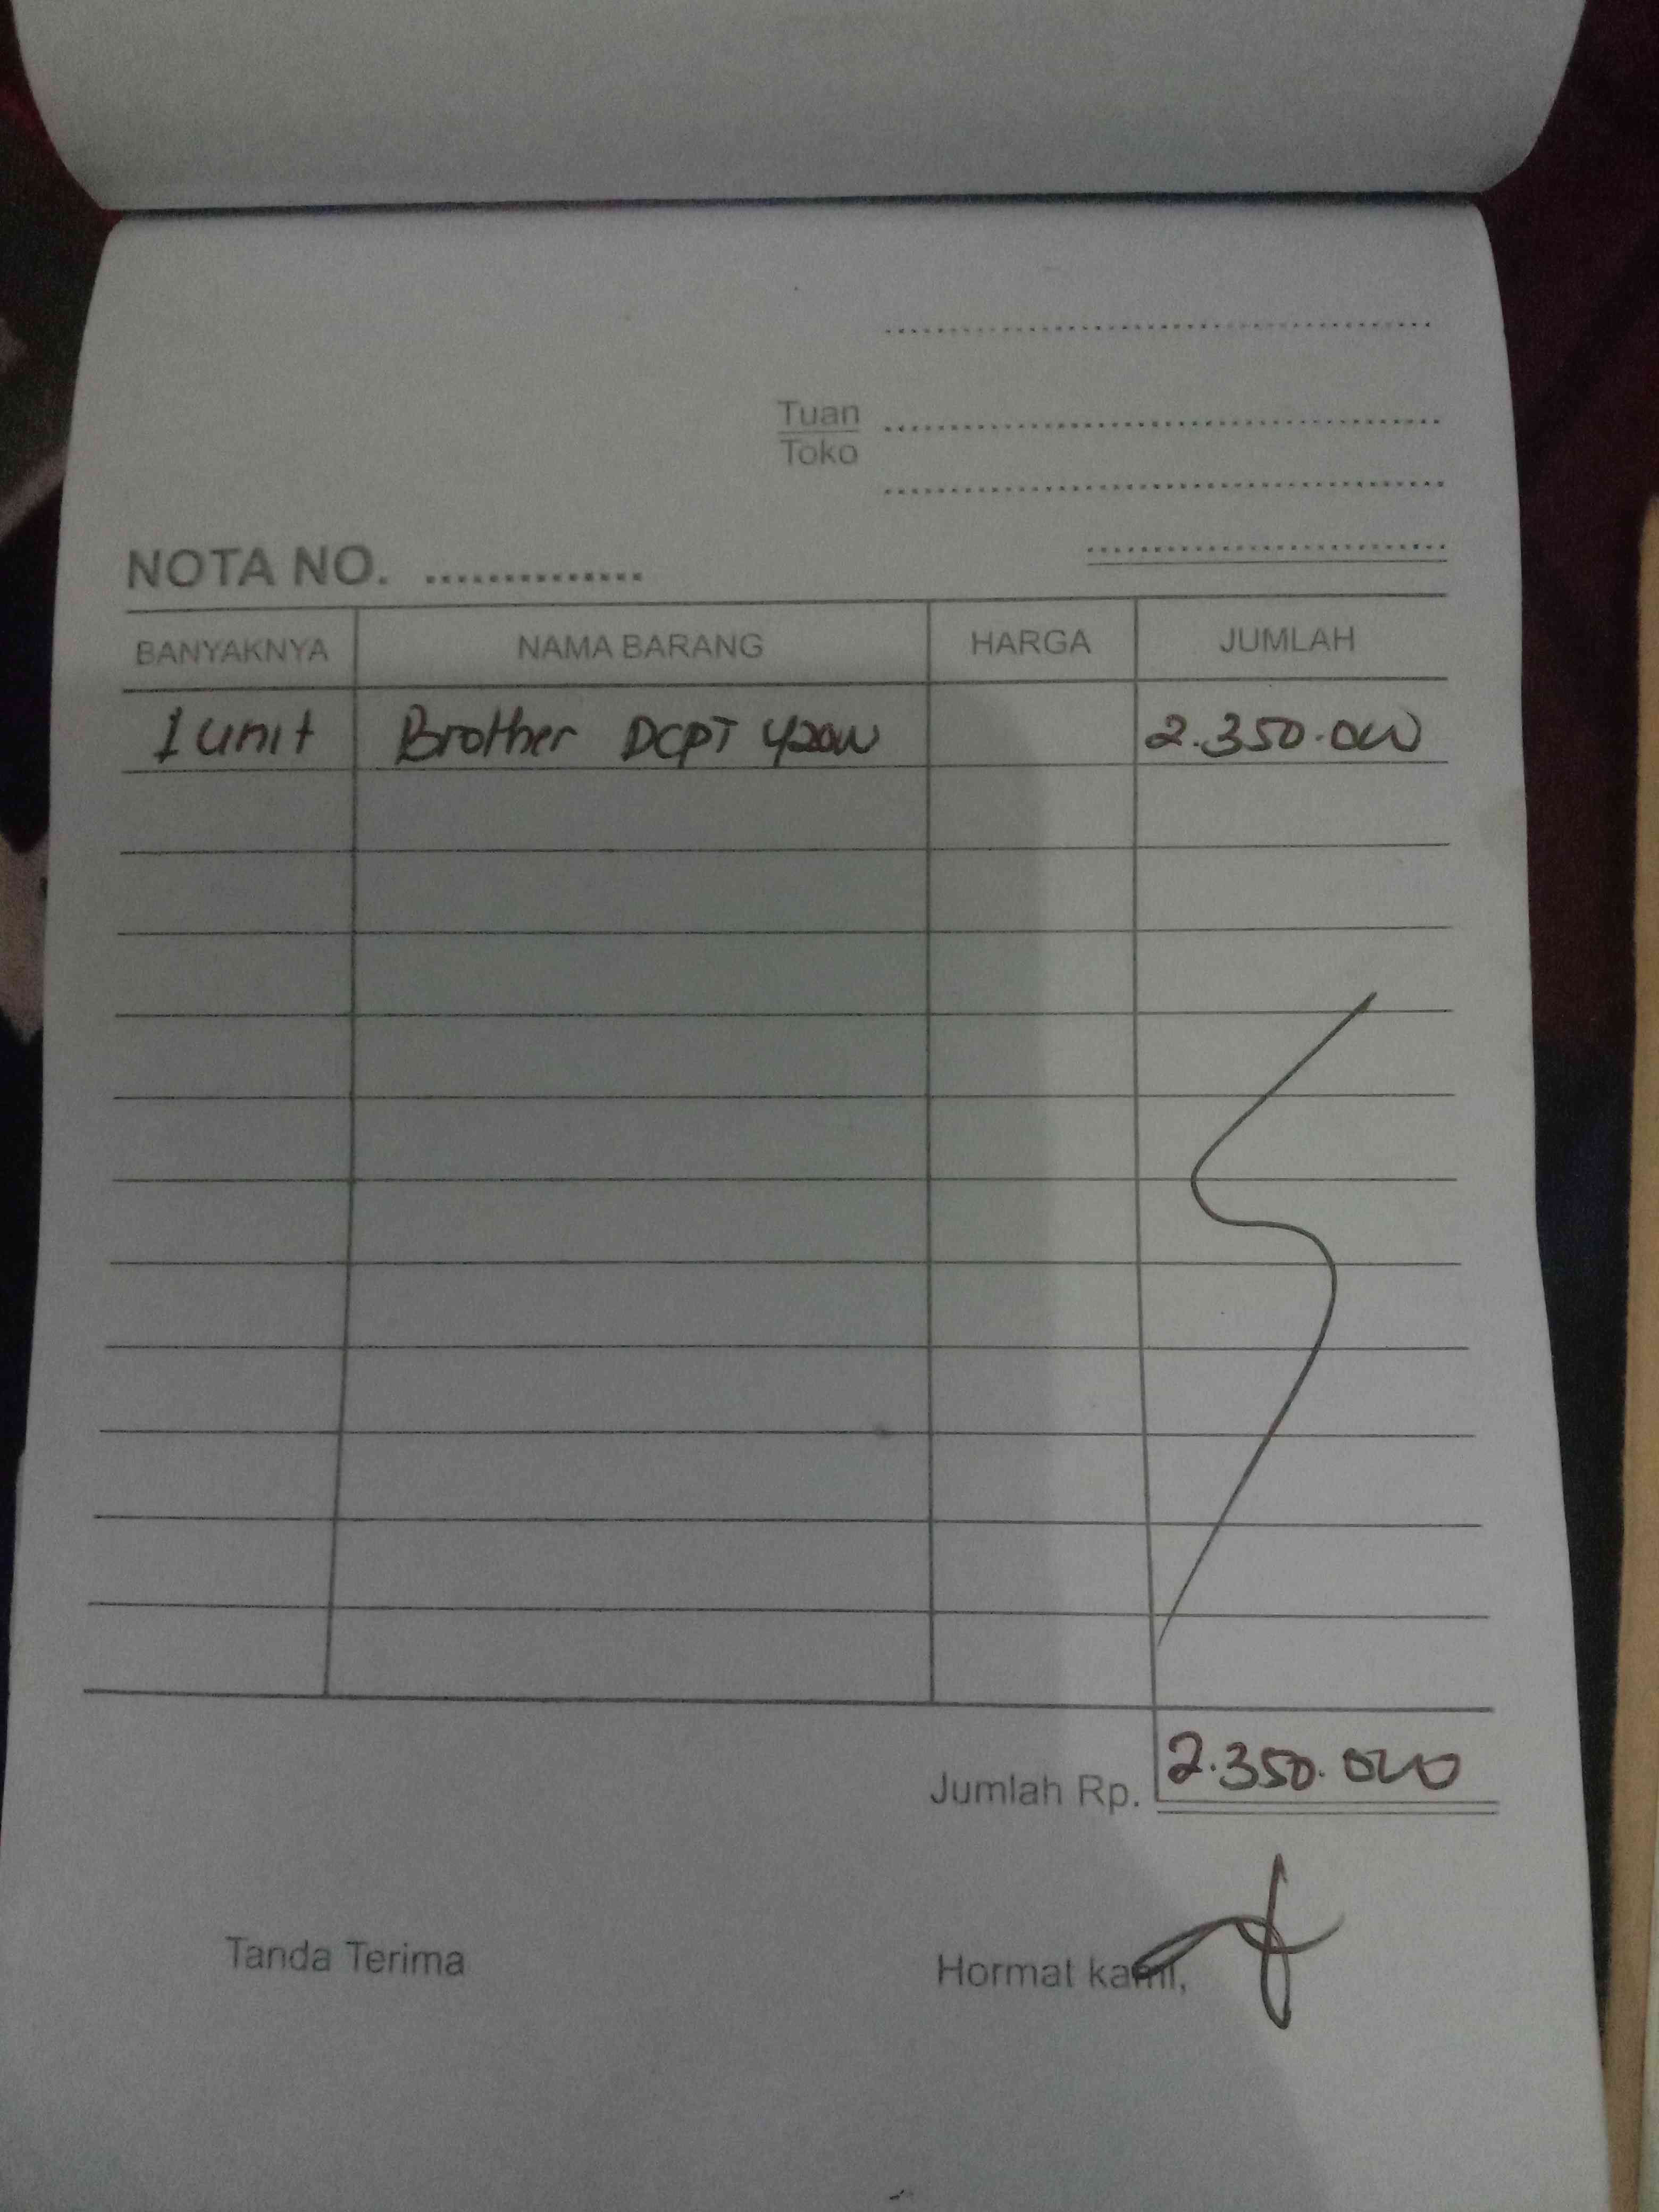 Tuan
Toko
NOTA NO.
BANYAKNYA NAMA BARANG HARGA JUMLAH
1 unit Brother DCPT 420W 2.350.000
Jumlah Rp. 2.350.000
Tanda Terima Hormat kami,